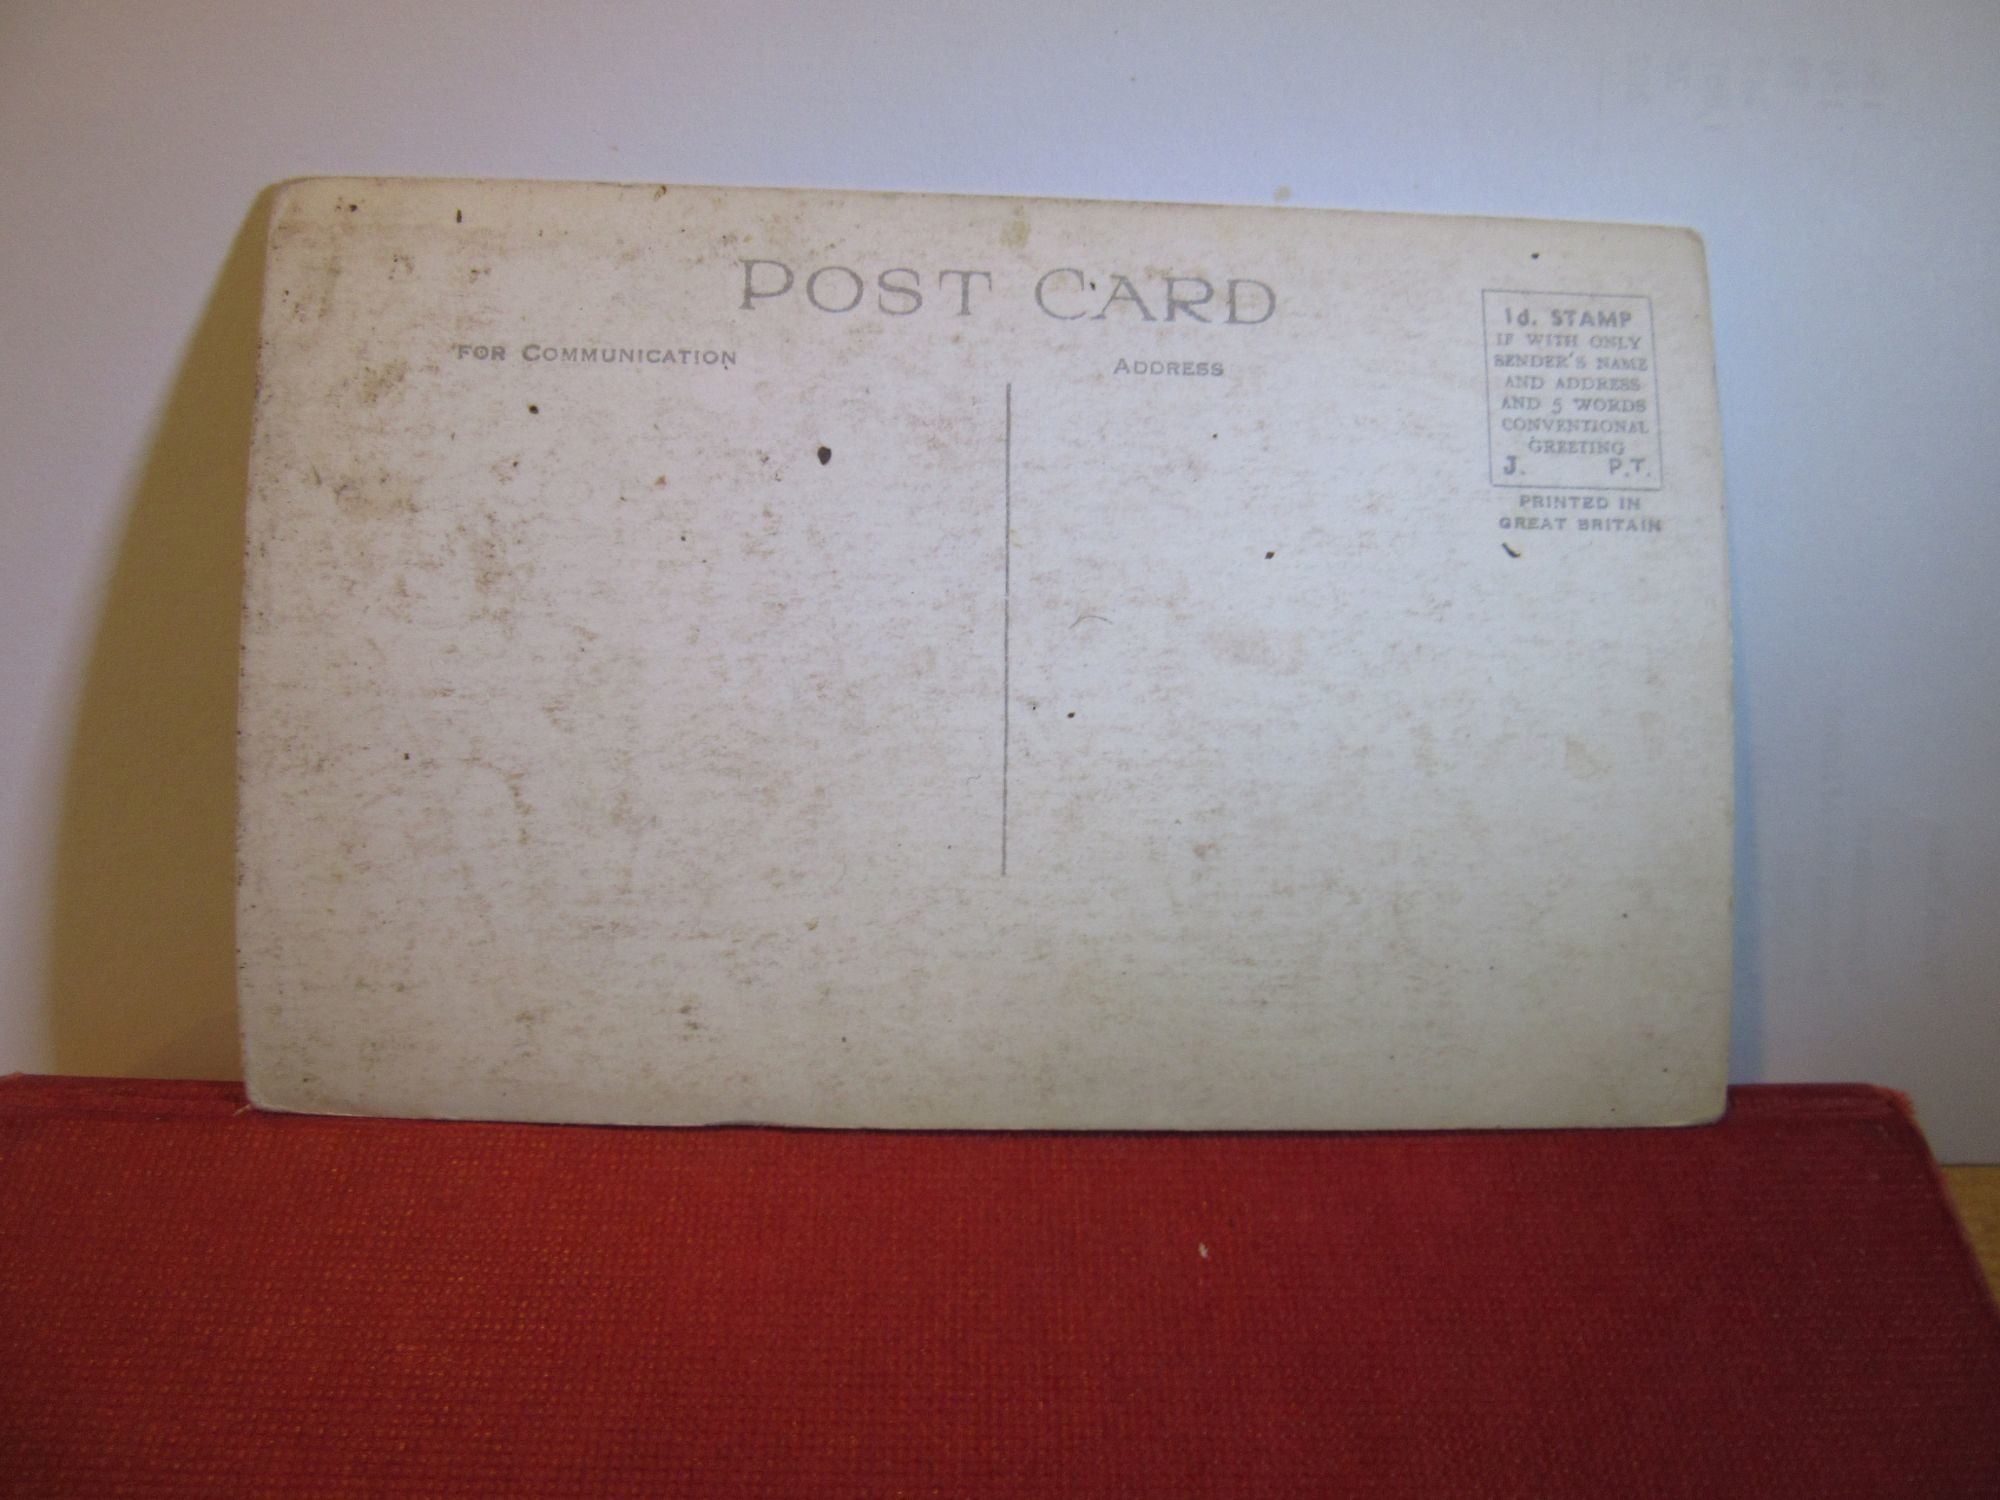 POST CARD
FOR COMMUNICATION
ADDRESS
1d. STAMP
IF WITH ONLY
SENDER'S NAME
AND ADDRESS
AND 5 WORDS
CONVENTIONAL
GREETING
J. P.T.
PRINTED IN
GREAT BRITAIN